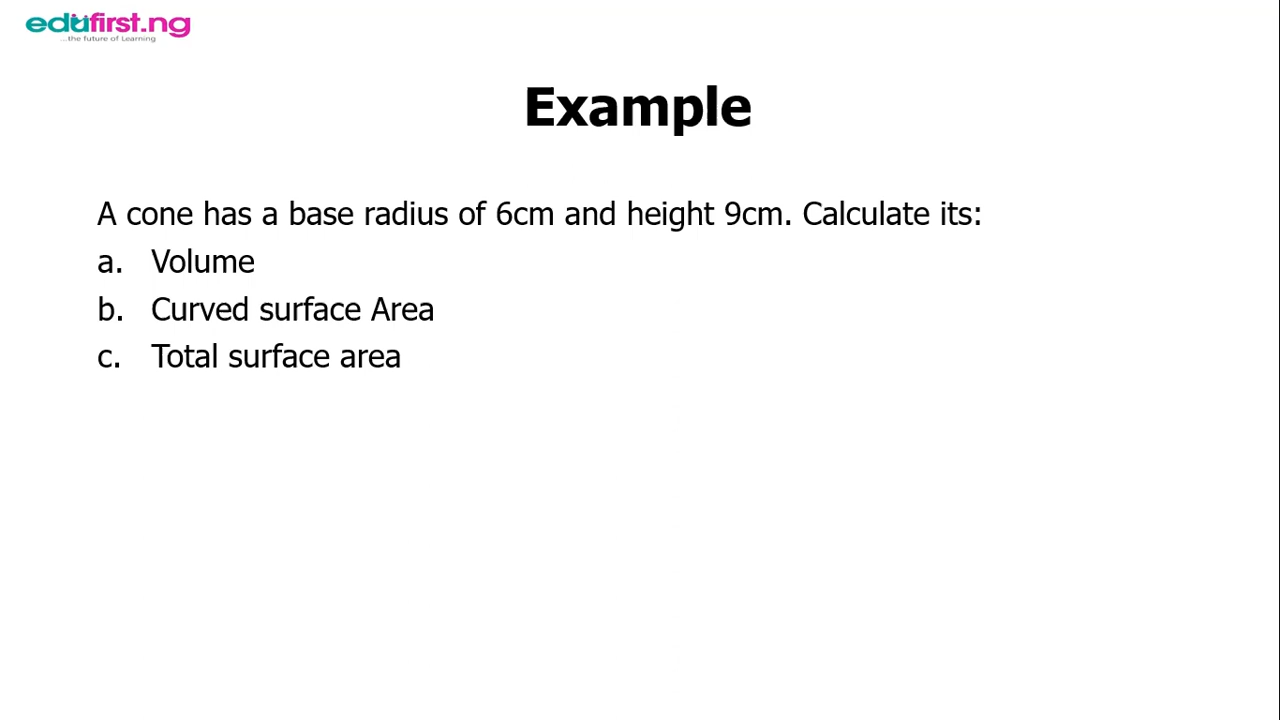 edufirst.ng
...the future of Learning
Example
A cone has a base radius of 6cm and height 9cm. Calculate its:
a. Volume
b. Curved surface Area
c. Total surface area